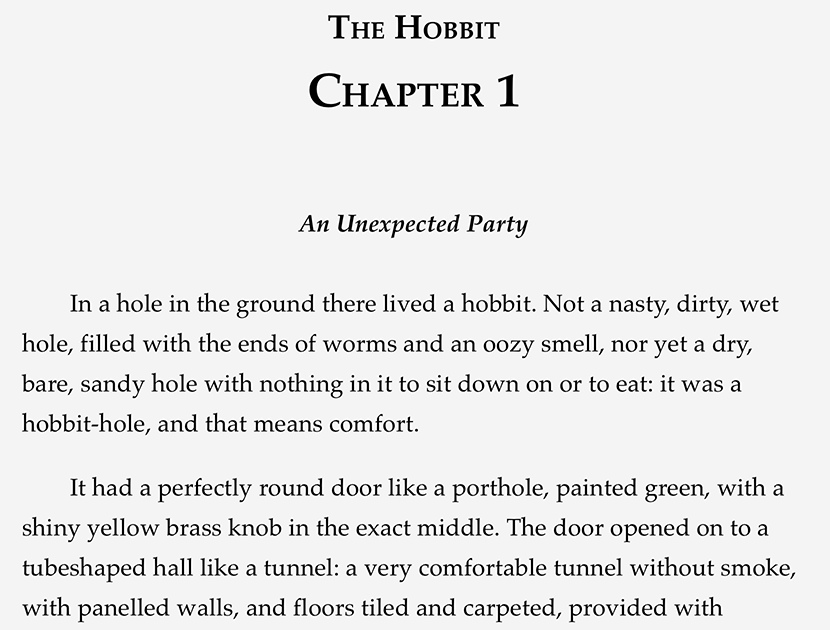 The Hobbit
Chapter 1
An Unexpected Party
In a hole in the ground there lived a hobbit. Not a nasty, dirty, wet
hole, filled with the ends of worms and an oozy smell, nor yet a dry,
bare, sandy hole with nothing in it to sit down on or to eat: it was a
hobbit-hole, and that means comfort.
It had a perfectly round door like a porthole, painted green, with a
shiny yellow brass knob in the exact middle. The door opened on to a
tubeshaped hall like a tunnel: a very comfortable tunnel without smoke,
with panelled walls, and floors tiled and carpeted, provided with